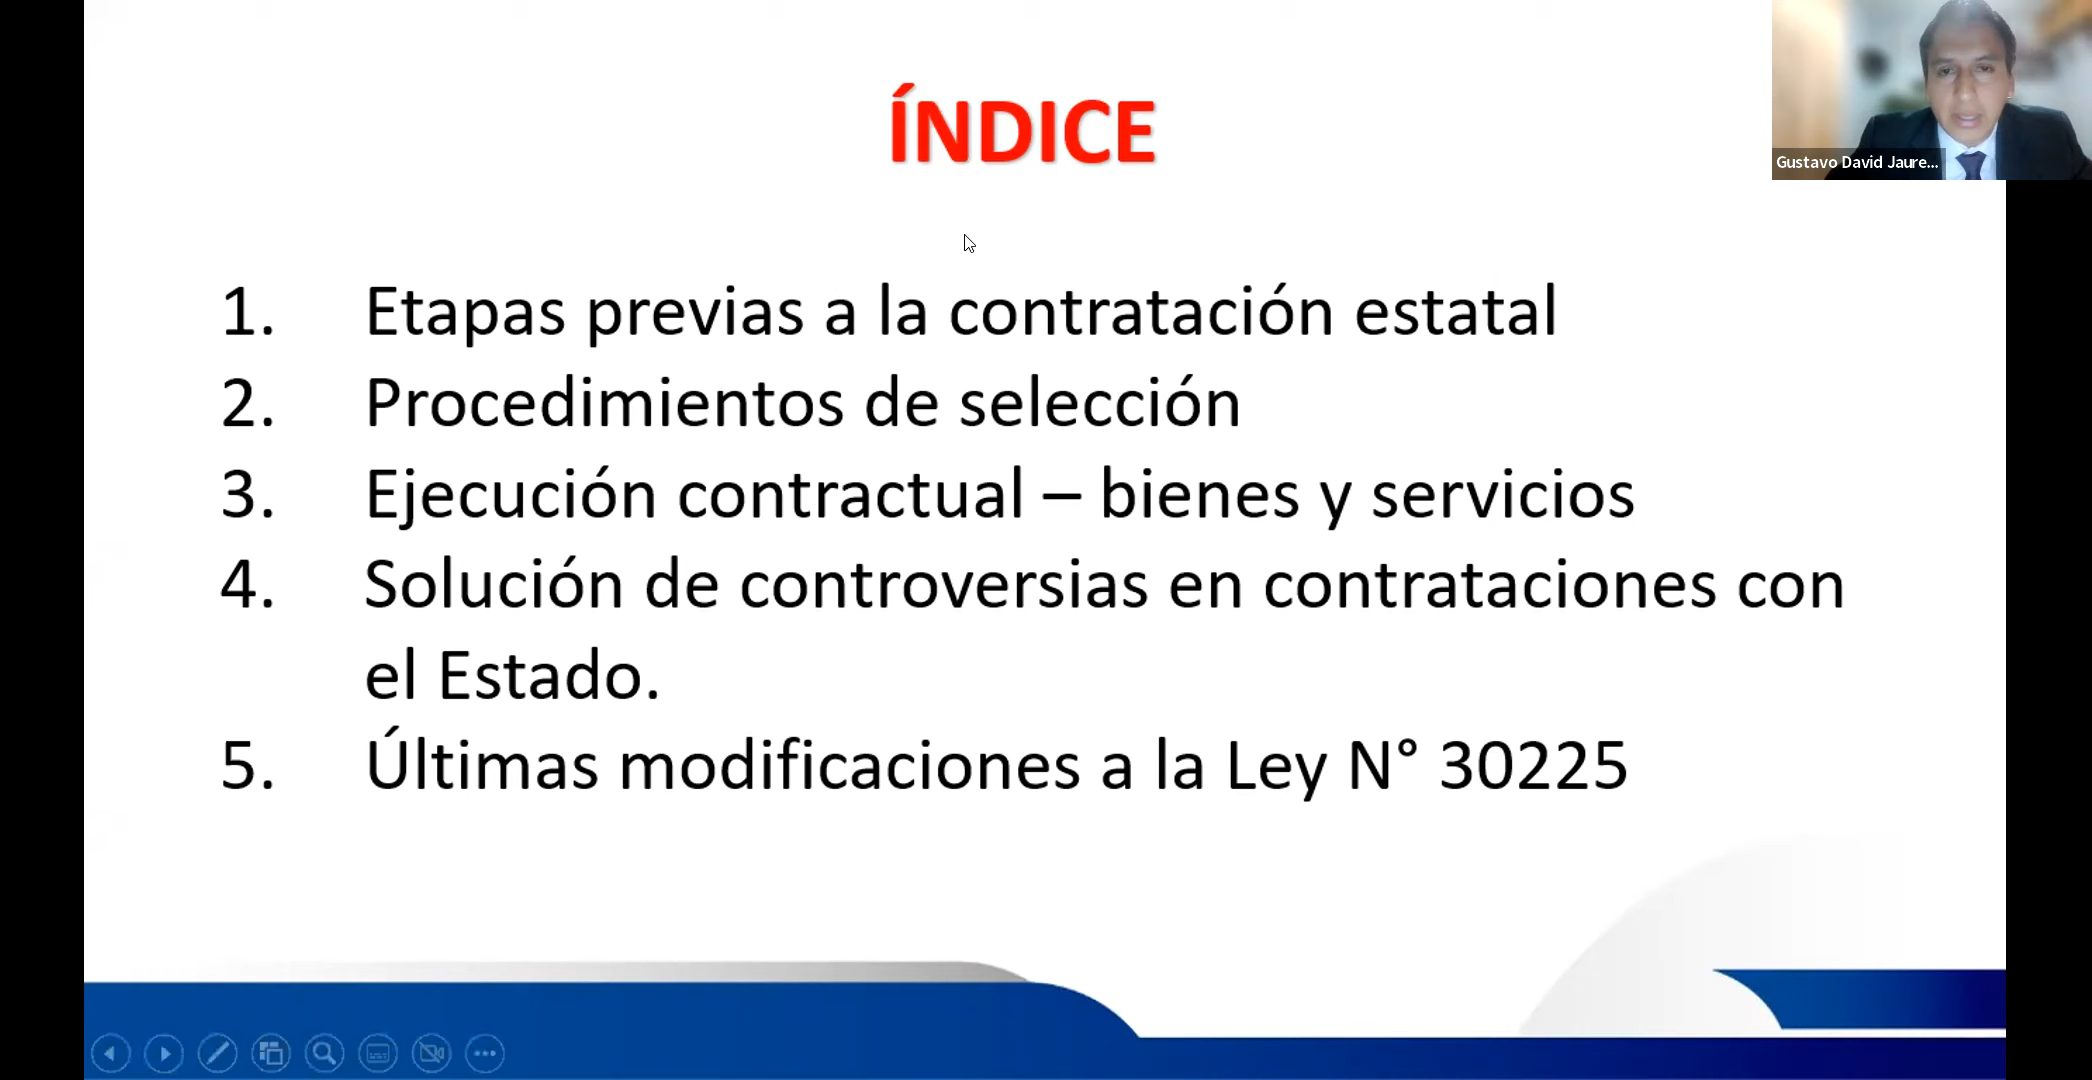 ÍNDICE
Gustavo David Jaure...
1. Etapas previas a la contratación estatal
2. Procedimientos de selección
3. Ejecución contractual – bienes y servicios
4. Solución de controversias en contrataciones con
el Estado.
5. Últimas modificaciones a la Ley N° 30225